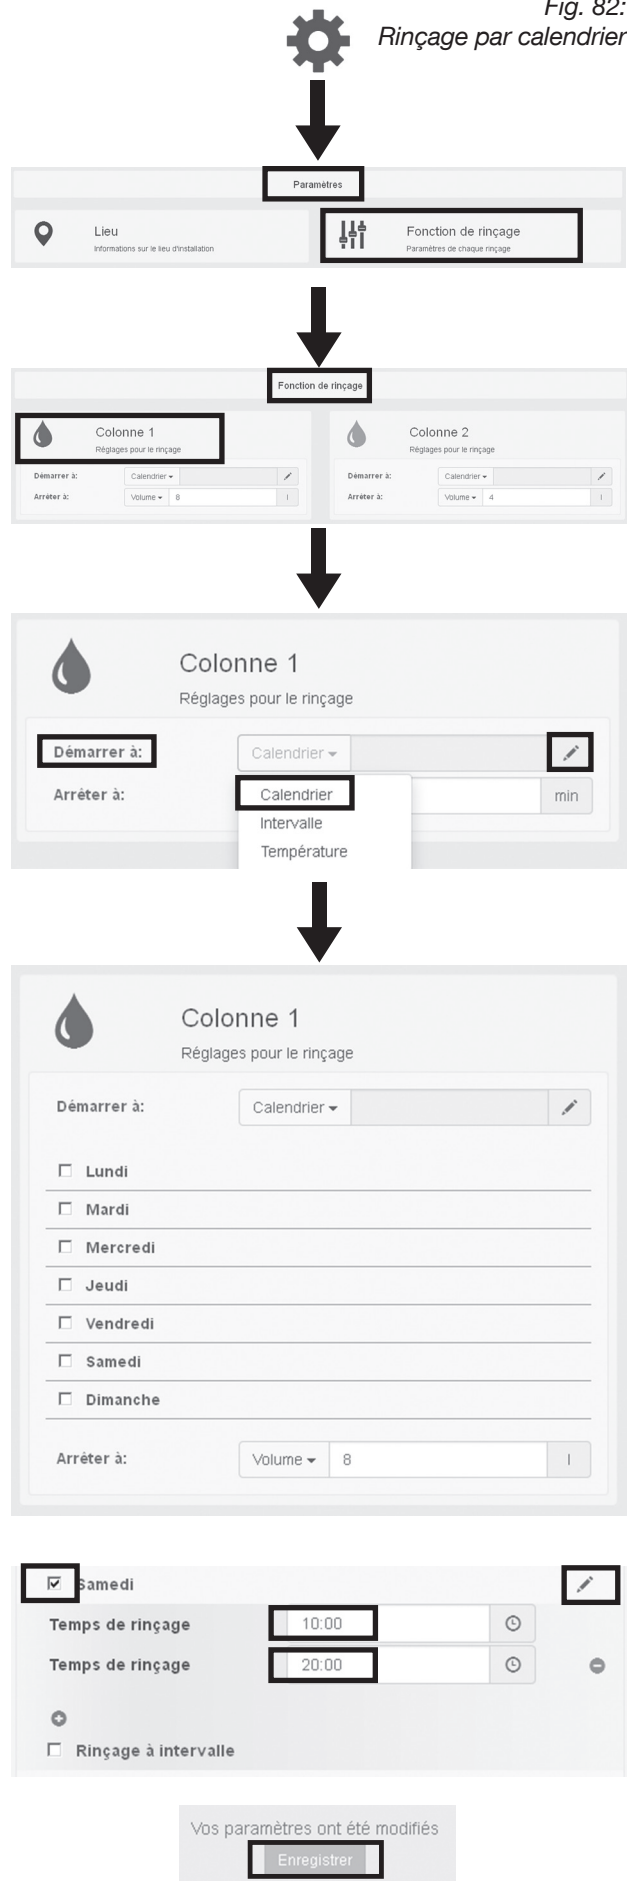 Fig. 82:
Rinçage par calendrier
Paramètres
Lieu
Informations sur le lieu d'installation
Fonction de rinçage
Paramètres de chaque rinçage
Fonction de rinçage
Colonne 1
Réglages pour le rinçage
Démarrer à: Calendrier
Arrêter à: Volume 8 l
Colonne 2
Réglages pour le rinçage
Démarrer à: Calendrier
Arrêter à: Volume 4 l
Colonne 1
Réglages pour le rinçage
Démarrer à: Calendrier
Arrêter à: min
Calendrier
Intervalle
Température
Colonne 1
Réglages pour le rinçage
Démarrer à: Calendrier
Lundi
Mardi
Mercredi
Jeudi
Vendredi
Samedi
Dimanche
Arrêter à: Volume 8 l
Samedi
Temps de rinçage 10:00
Temps de rinçage 20:00
Rinçage à intervalle
Vos paramètres ont été modifiés
Enregistrer